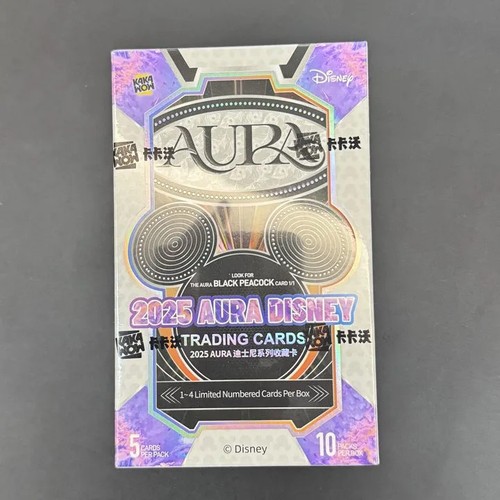 KAKA WOW
Disney
AURA
KAKA WOW 卡卡沃
卡卡沃
LOOK FOR
THE AURA BLACK PEACOCK CARD 1/1
2025 AURA DISNEY
TRADING CARDS
KAKA WOW 卡卡沃
卡卡沃
2025 AURA 迪士尼系列收藏卡
1~4 Limited Numbered Cards Per Box
5 CARDS PER PACK
10 PACKS PER BOX
© Disney